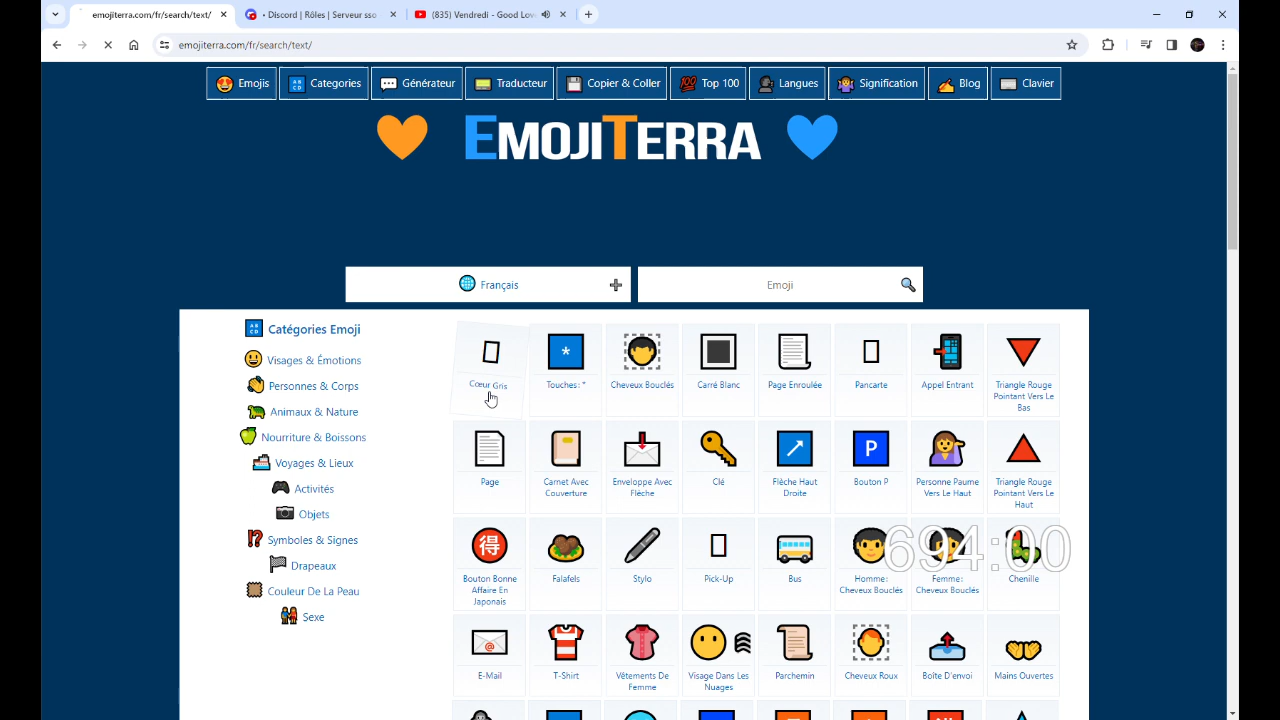 emojiterra.com/fr/search/text/
• Discord | Rôles | Serveur sso
(835) Vendredi - Good Lov
emojiterra.com/fr/search/text/
Emojis
Categories
Générateur
Traducteur
Copier & Coller
Top 100
Langues
Signification
Blog
Clavier
EMOJITERRA
Français
Emoji
Catégories Emoji
Visages & Émotions
Personnes & Corps
Animaux & Nature
Nourriture & Boissons
Voyages & Lieux
Activités
Objets
Symboles & Signes
Drapeaux
Couleur De La Peau
Sexe
Cœur Gris
Touches: *
Cheveux Bouclés
Carré Blanc
Page Enroulée
Pancarte
Appel Entrant
Triangle Rouge
Pointant Vers Le
Bas
Page
Carnet Avec
Couverture
Enveloppe Avec
Flèche
Clé
Flèche Haut
Droite
P
Bouton P
Personne Paume
Vers Le Haut
Triangle Rouge
Pointant Vers Le
Haut
得
Bouton Bonne
Affaire En
Japonais
Falafels
Stylo
Pick-Up
Bus
Homme:
Cheveux Bouclés
Femme:
Cheveux Bouclés
Chenille
694:00
E-Mail
T-Shirt
Vêtements De
Femme
Visage Dans Les
Nuages
Parchemin
Cheveux Roux
Boîte D'envoi
Mains Ouvertes